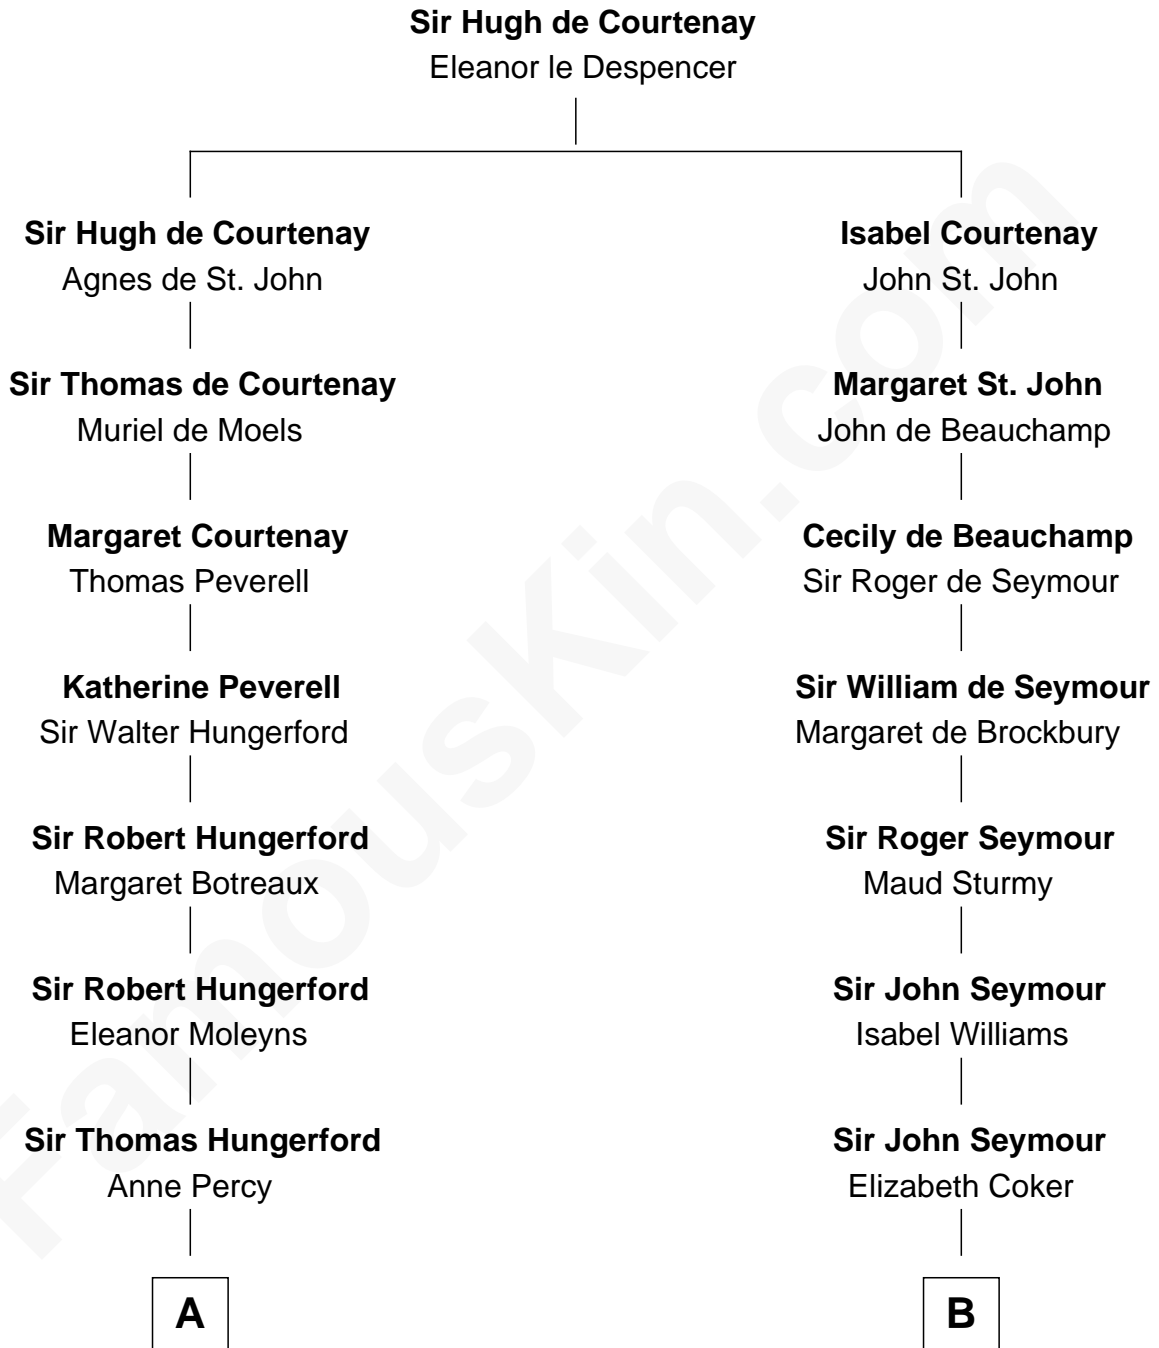 Sir Hugh de Courtenay
Eleanor le Despencer
Sir Hugh de Courtenay
Agnes de St. John
Isabel Courtenay
John St. John
Sir Thomas de Courtenay
Muriel de Moels
Margaret St. John
John de Beauchamp
Margaret Courtenay
Thomas Peverell
Cecily de Beauchamp
Sir Roger de Seymour
Katherine Peverell
Sir Walter Hungerford
Sir William de Seymour
Margaret de Brockbury
Sir Robert Hungerford
Margaret Botreaux
Sir Roger Seymour
Maud Sturmy
Sir Robert Hungerford
Eleanor Moleyns
Sir John Seymour
Isabel Williams
Sir Thomas Hungerford
Anne Percy
Sir John Seymour
Elizabeth Coker
A
B
FamousKin.com